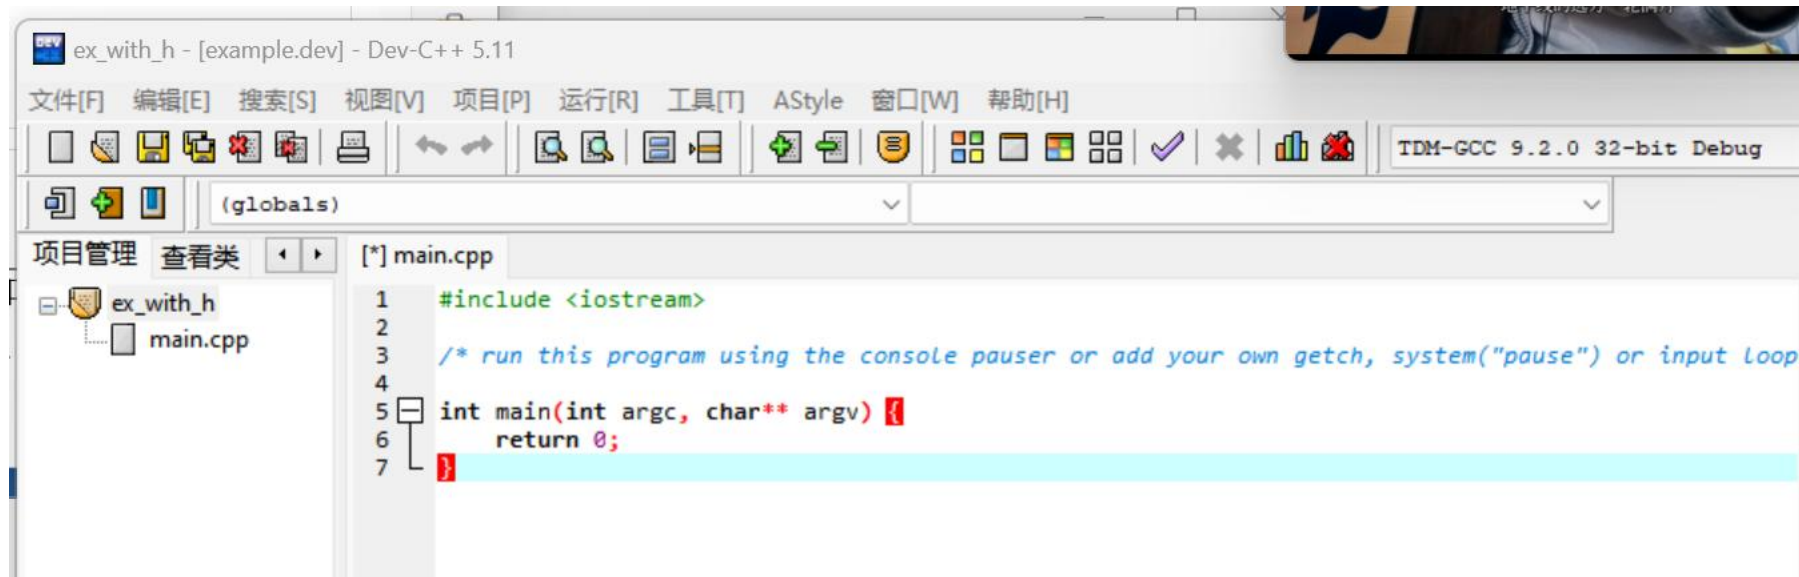 ex_with_h - [example.dev] - Dev-C++ 5.11
文件[F] 编辑[E] 搜索[S] 视图[V] 项目[P] 运行[R] 工具[T] AStyle 窗口[W] 帮助[H]
TDM-GCC 9.2.0 32-bit Debug
(globals)
项目管理 查看类 [*] main.cpp
ex_with_h
main.cpp
1 #include <iostream>
2
3 /* run this program using the console pauser or add your own getch, system("pause") or input loop
4
5 int main(int argc, char** argv) {
6 return 0;
7 }